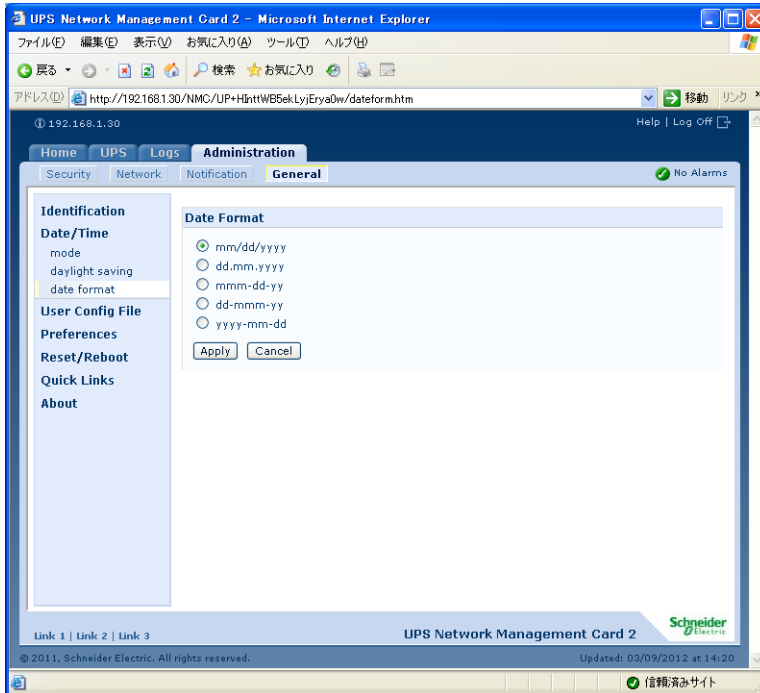 UPS Network Management Card 2 - Microsoft Internet Explorer
ファイル(F) 編集(E) 表示(V) お気に入り(A) ツール(T) ヘルプ(H)
戻る 検索 お気に入り
アドレス(D) http://192.168.1.30/NMC/UP+HInttWB5ekLyjErya0w/dateform.htm 移動 リンク »
192.168.1.30 Help | Log Off
Home UPS Logs Administration
Security Network Notification General No Alarms
Identification
Date/Time
mode
daylight saving
date format
User Config File
Preferences
Reset/Reboot
Quick Links
About
Date Format
mm/dd/yyyy
dd.mm.yyyy
mmm-dd-yy
dd-mmm-yy
yyyy-mm-dd
Apply Cancel
Link 1 | Link 2 | Link 3 UPS Network Management Card 2 Schneider Electric
© 2011, Schneider Electric. All rights reserved. Updated: 03/09/2012 at 14:20
信頼済みサイト